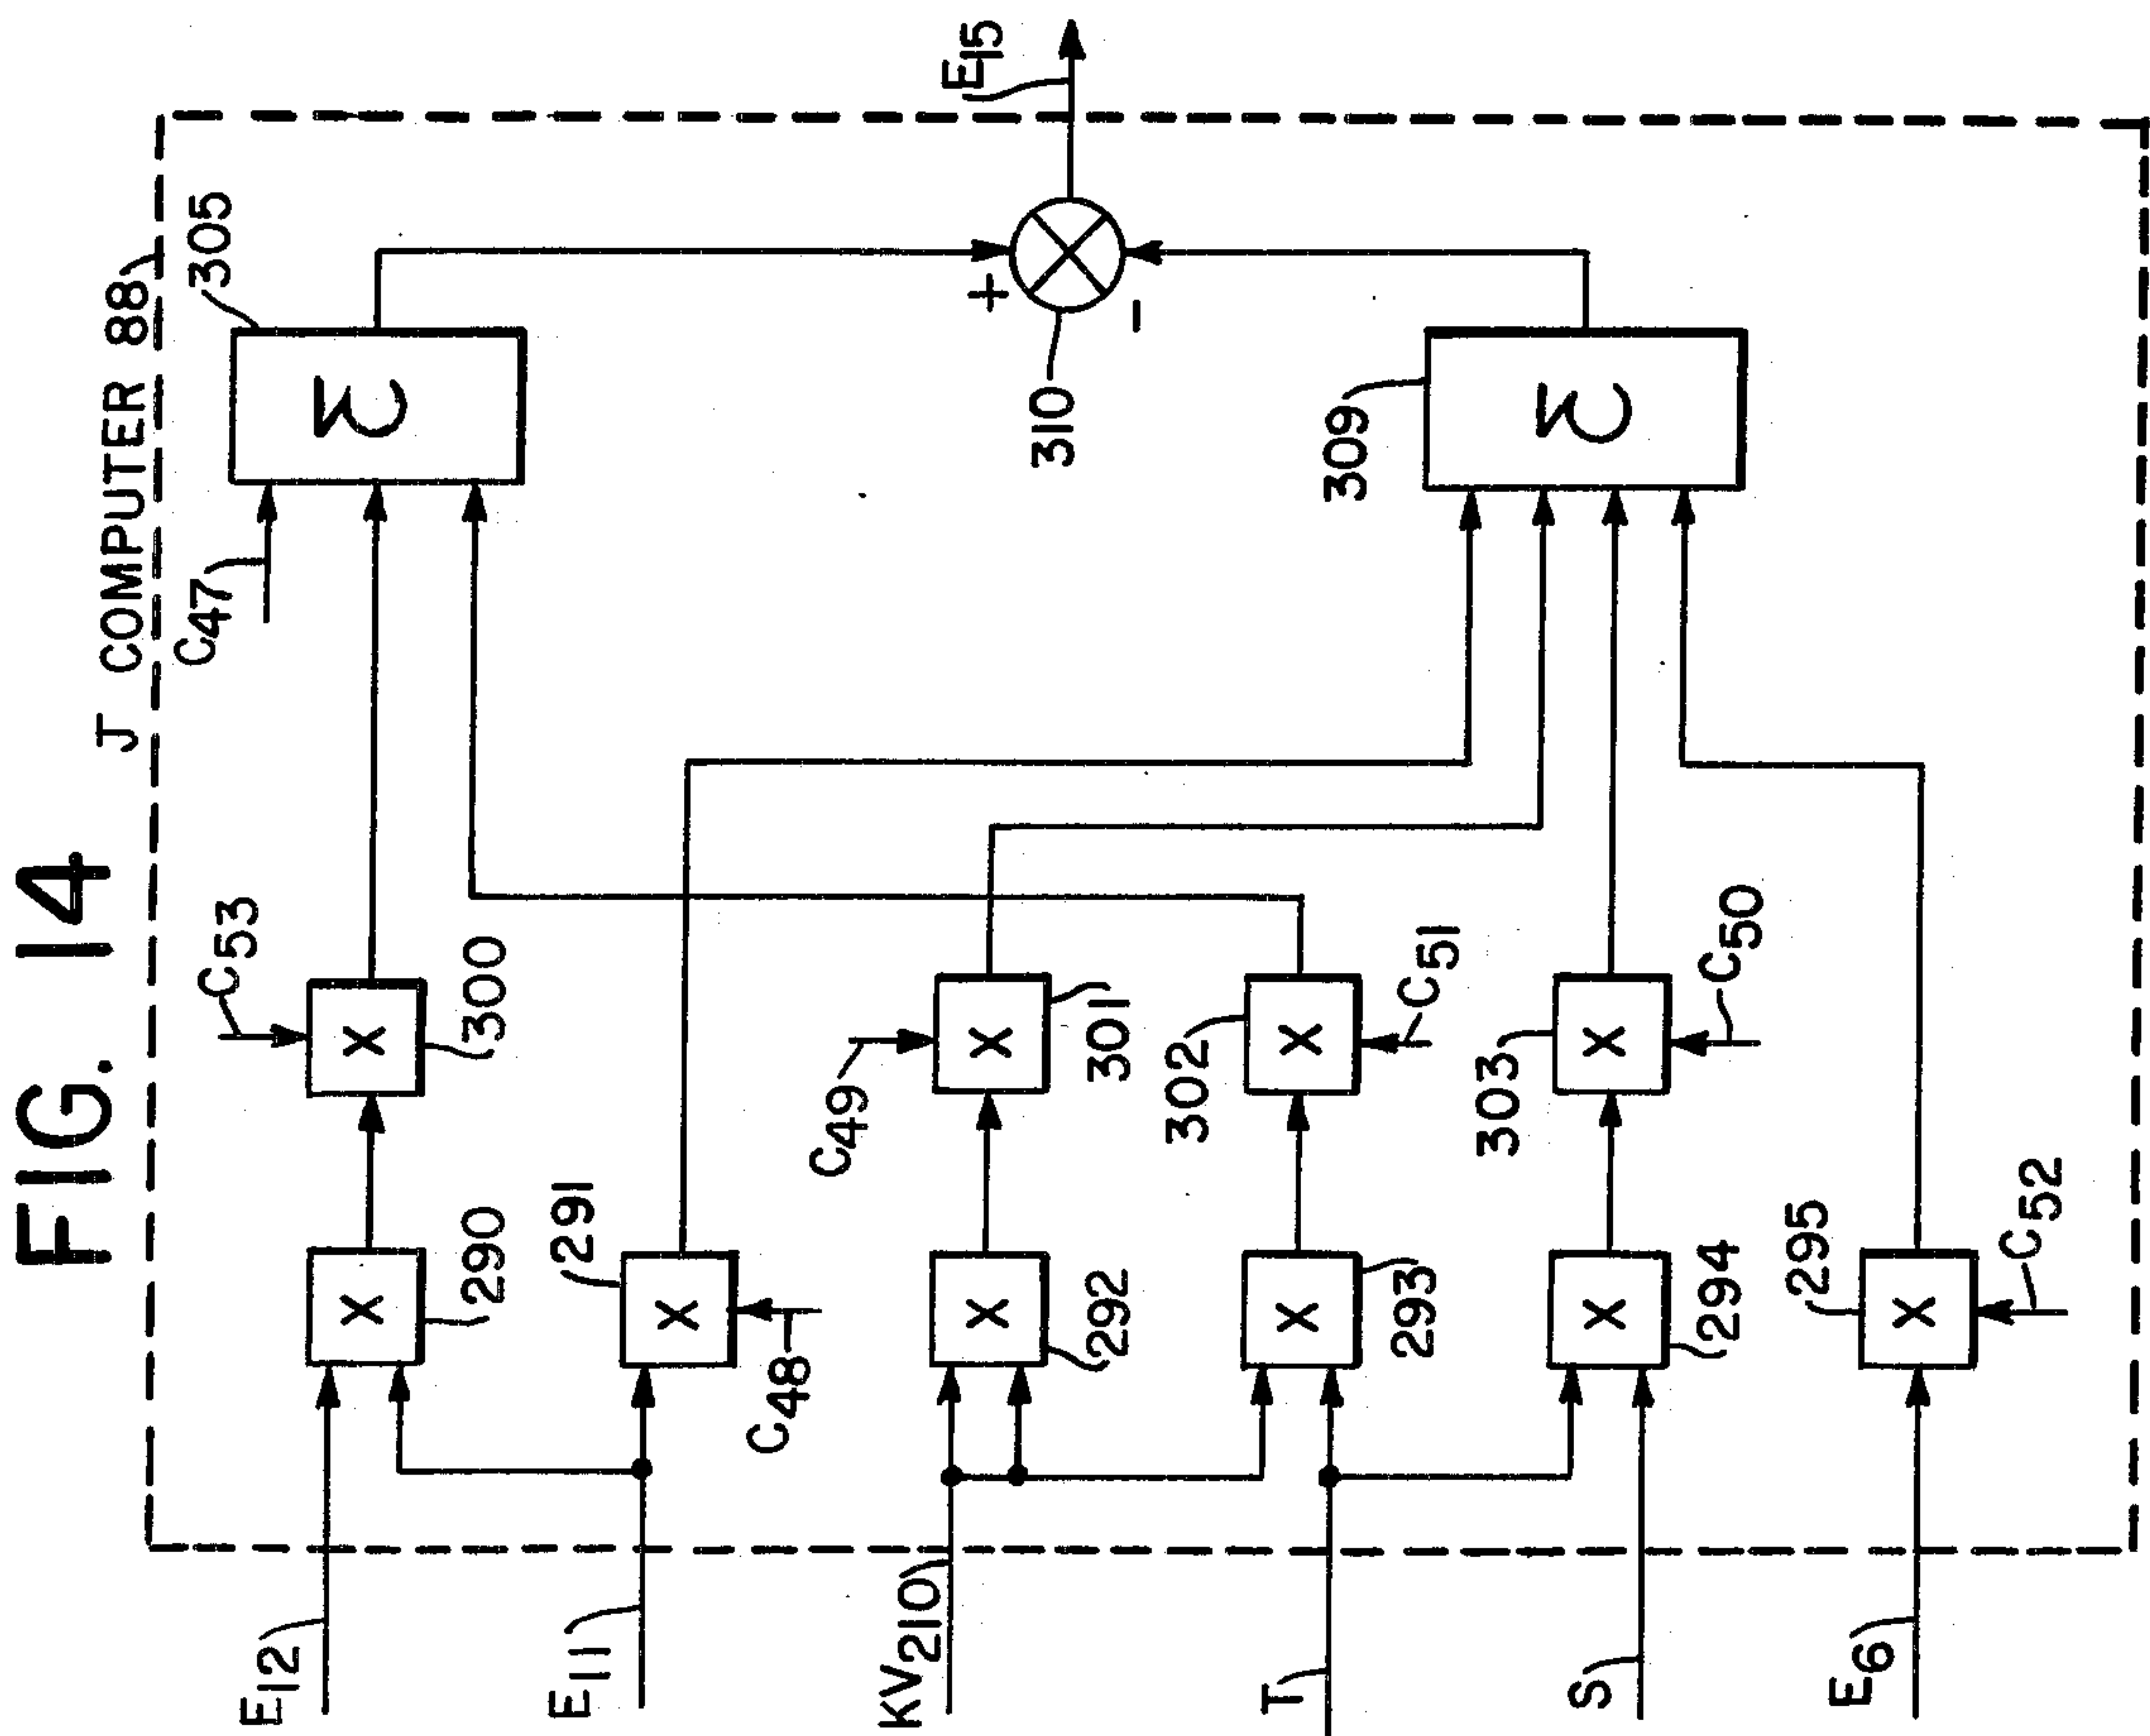 FIG. 14
J COMPUTER 88
E12
E11
KV210
T
S
E6
C53
C47
C48
C49
C51
C50
C52
X
290
X
291
X
292
X
293
X
294
X
295
X
300
X
301
X
302
X
303
Σ
305
Σ
309
+
-
310
E15